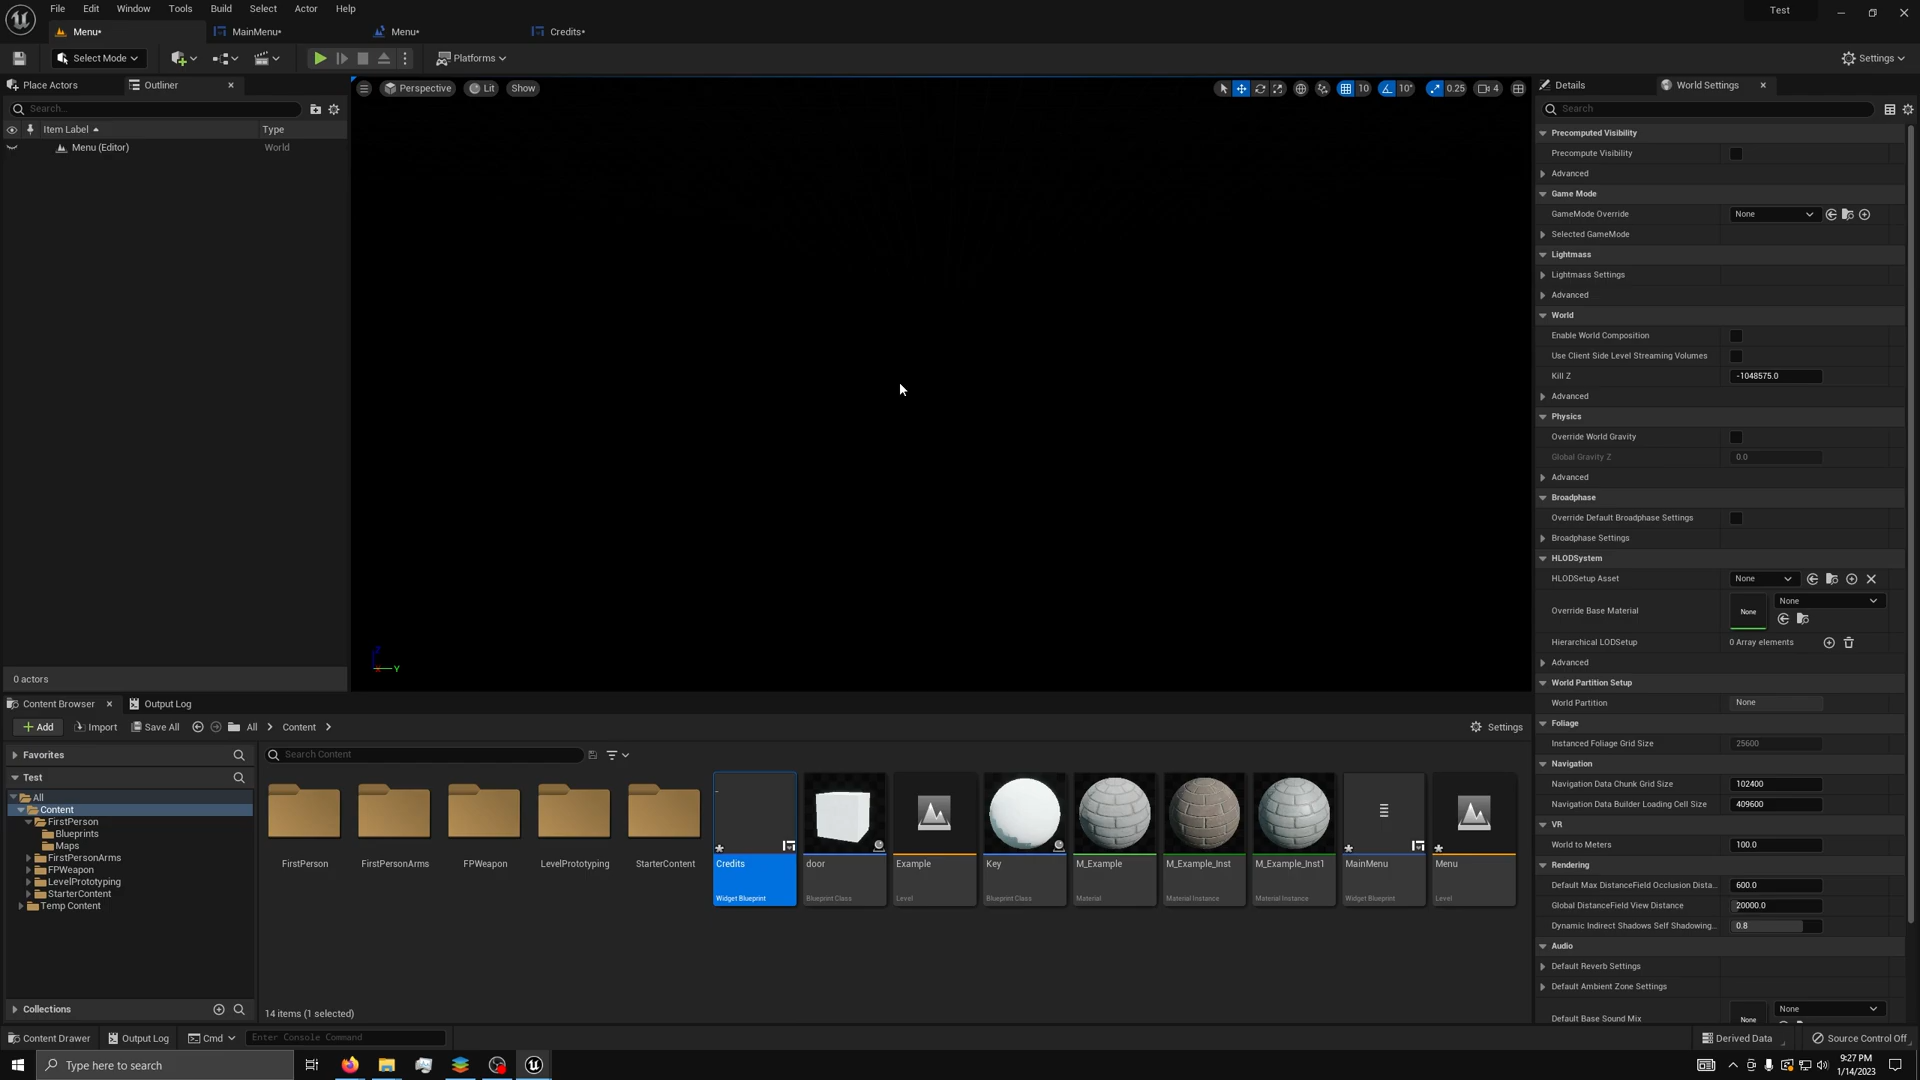 File Edit Window Tools Build Select Actor Help
Test
Menu•
MainMenu•
Menu•
Credits•
Select Mode
Platforms
Settings
Place Actors
Outliner
Search...
Item Label
Type
Menu (Editor)
World
0 actors
Perspective
Lit
Show
10
10°
0.25
4
Y
Details
World Settings
Search
Precomputed Visibility
Precompute Visibility
Advanced
Game Mode
GameMode Override
None
Selected GameMode
Lightmass
Lightmass Settings
Advanced
World
Enable World Composition
Use Client Side Level Streaming Volumes
Kill Z
-1048575.0
Advanced
Physics
Override World Gravity
Global Gravity Z
0.0
Advanced
Broadphase
Override Default Broadphase Settings
Broadphase Settings
HLODSystem
HLODSetup Asset
None
Override Base Material
None
None
Hierarchical LODSetup
0 Array elements
Advanced
World Partition Setup
World Partition
None
Foliage
Instanced Foliage Grid Size
25600
Navigation
Navigation Data Chunk Grid Size
102400
Navigation Data Builder Loading Cell Size
409600
VR
World to Meters
100.0
Rendering
Default Max DistanceField Occlusion Dista...
600.0
Global DistanceField View Distance
20000.0
Dynamic Indirect Shadows Self Shadowing...
0.8
Audio
Default Reverb Settings
Default Ambient Zone Settings
Default Base Sound Mix
None
None
Content Browser
Output Log
Add
Import
Save All
All
Content
Settings
Favorites
Test
All
Content
FirstPerson
Blueprints
Maps
FirstPersonArms
FPWeapon
LevelPrototyping
StarterContent
Temp Content
Collections
Search Content
FirstPerson
FirstPersonArms
FPWeapon
LevelPrototyping
StarterContent
Credits
Widget Blueprint
door
Blueprint Class
Example
Level
Key
Blueprint Class
M_Example
Material
M_Example_Inst
Material Instance
M_Example_Inst1
Material Instance
MainMenu
Widget Blueprint
Menu
Level
14 items (1 selected)
Content Drawer
Output Log
Cmd
Enter Console Command
Derived Data
Source Control Off
Type here to search
9:27 PM
1/14/2023